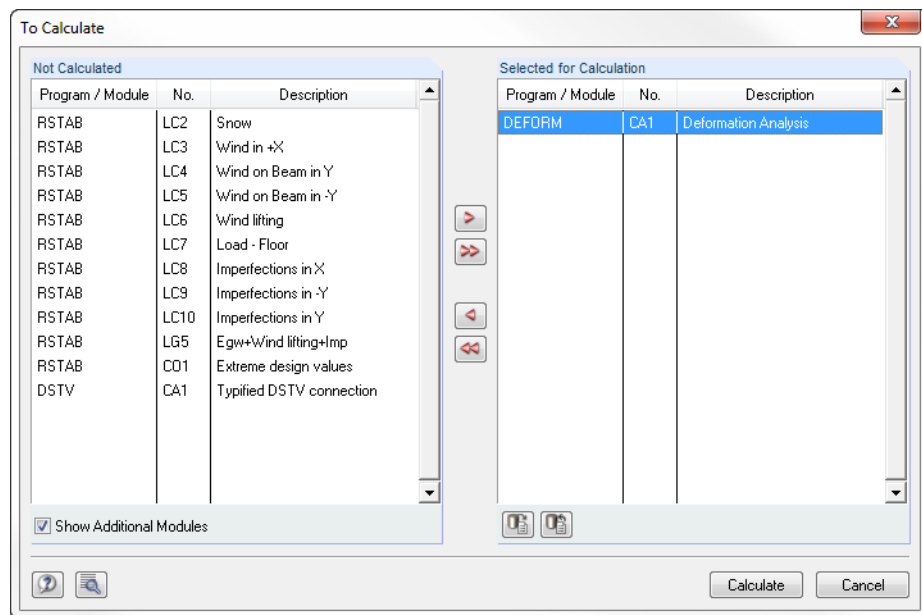 To Calculate
Not Calculated
Program / Module No. Description
RSTAB LC2 Snow
RSTAB LC3 Wind in +X
RSTAB LC4 Wind on Beam in Y
RSTAB LC5 Wind on Beam in -Y
RSTAB LC6 Wind lifting
RSTAB LC7 Load - Floor
RSTAB LC8 Imperfections in X
RSTAB LC9 Imperfections in -Y
RSTAB LC10 Imperfections in Y
RSTAB LG5 Egw+Wind lifting+Imp
RSTAB CO1 Extreme design values
DSTV CA1 Typified DSTV connection
Show Additional Modules
Selected for Calculation
Program / Module No. Description
DEFORM CA1 Deformation Analysis
Calculate
Cancel